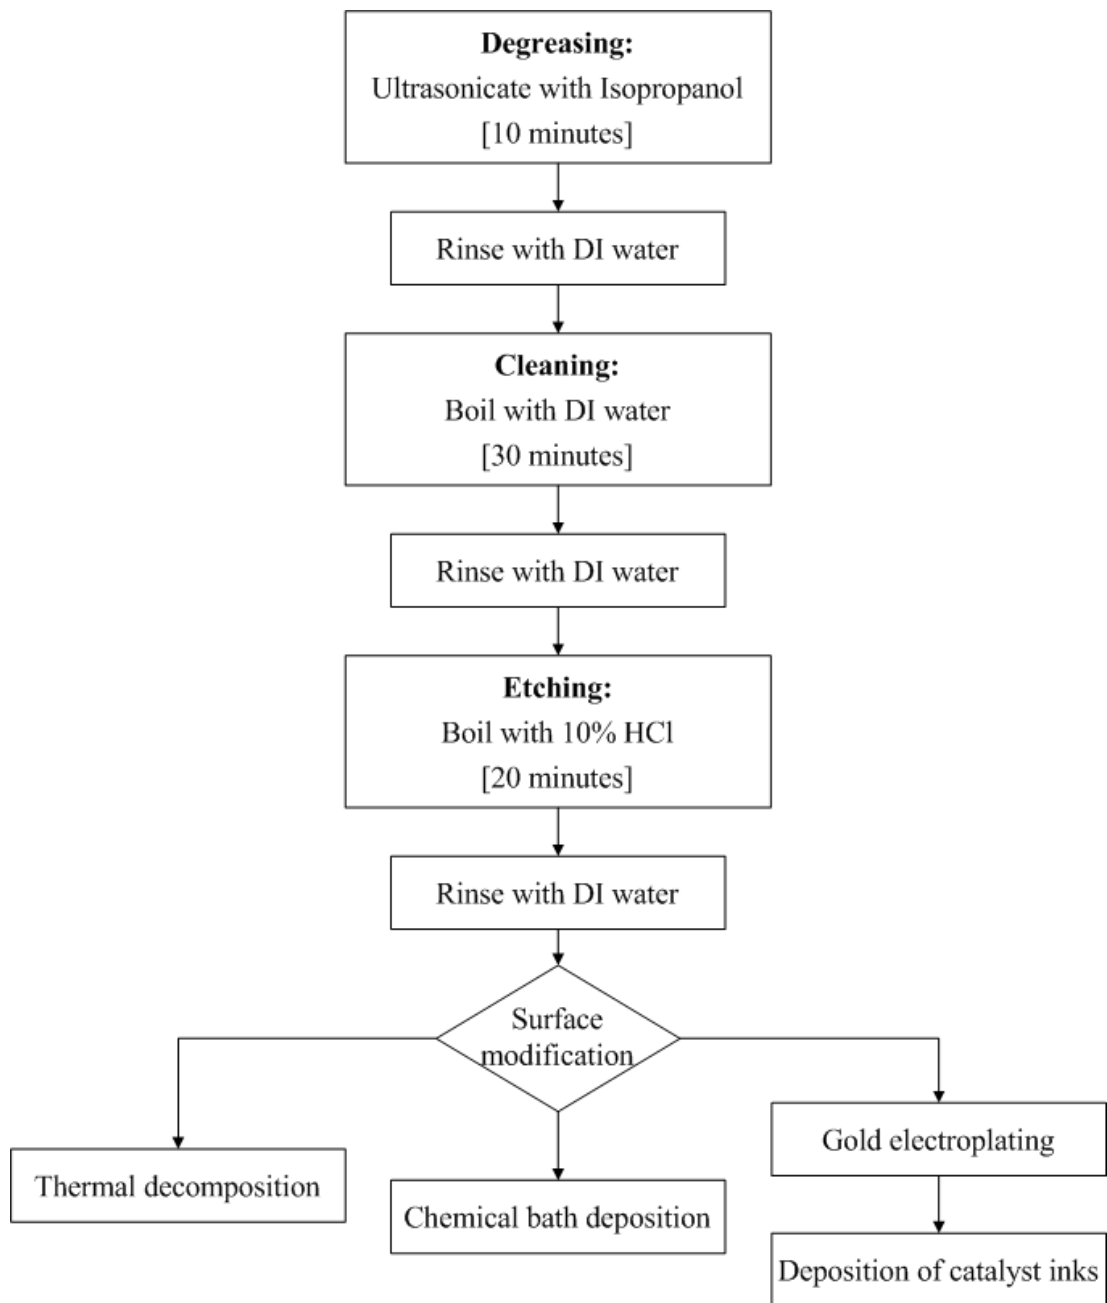 Degreasing:
Ultrasonicate with Isopropanol
[10 minutes]
Rinse with DI water
Cleaning:
Boil with DI water
[30 minutes]
Rinse with DI water
Etching:
Boil with 10% HCl
[20 minutes]
Rinse with DI water
Surface
modification
Thermal decomposition
Chemical bath deposition
Gold electroplating
Deposition of catalyst inks